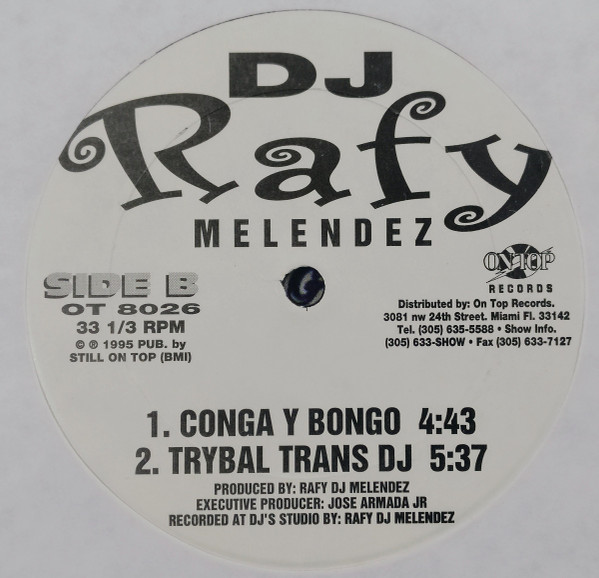 DJ
Rafy
MELENDEZ
SIDE B
OT 8026
33 1/3 RPM
© ℗ 1995 PUB. by
STILL ON TOP (BMI)
ON TOP
RECORDS
Distributed by: On Top Records.
3081 nw 24th Street. Miami Fl. 33142
Tel. (305) 635-5588 • Show Info.
(305) 633-SHOW • Fax (305) 633-7127
1. CONGA Y BONGO 4:43
2. TRYBAL TRANS DJ 5:37
PRODUCED BY: RAFY DJ MELENDEZ
EXECUTIVE PRODUCER: JOSE ARMADA JR
RECORDED AT DJ'S STUDIO BY: RAFY DJ MELENDEZ